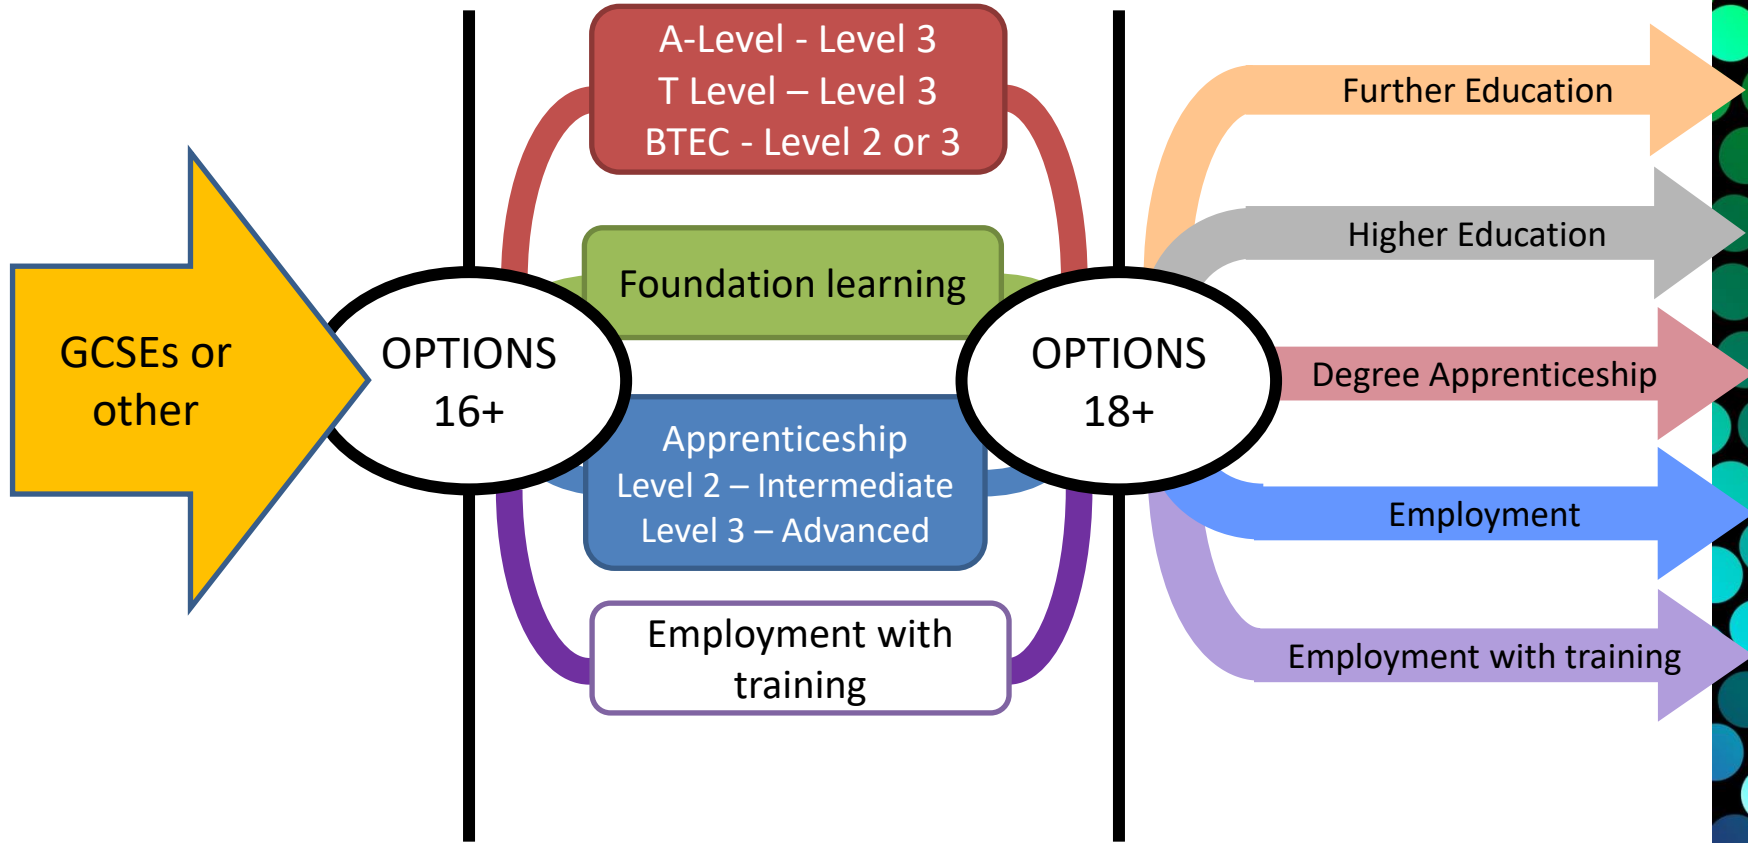 GCSEs or
other
OPTIONS
16+
A-Level - Level 3
T Level – Level 3
BTEC - Level 2 or 3
Foundation learning
Apprenticeship
Level 2 – Intermediate
Level 3 – Advanced
Employment with
training
OPTIONS
18+
Further Education
Higher Education
Degree Apprenticeship
Employment
Employment with training